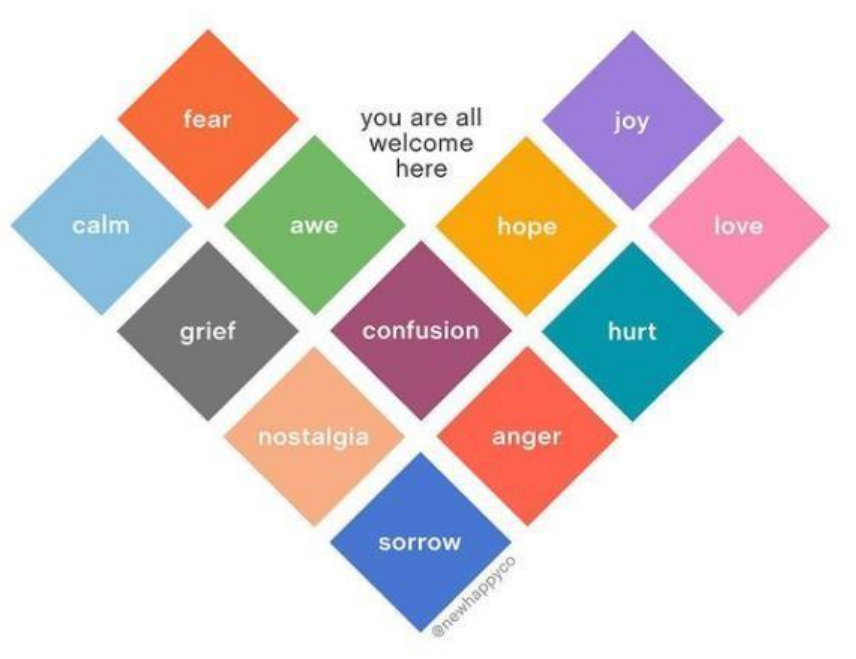 fear
joy
you are all
welcome
here
calm
awe
hope
love
grief
confusion
hurt
nostalgia
anger
sorrow
@newhappyco